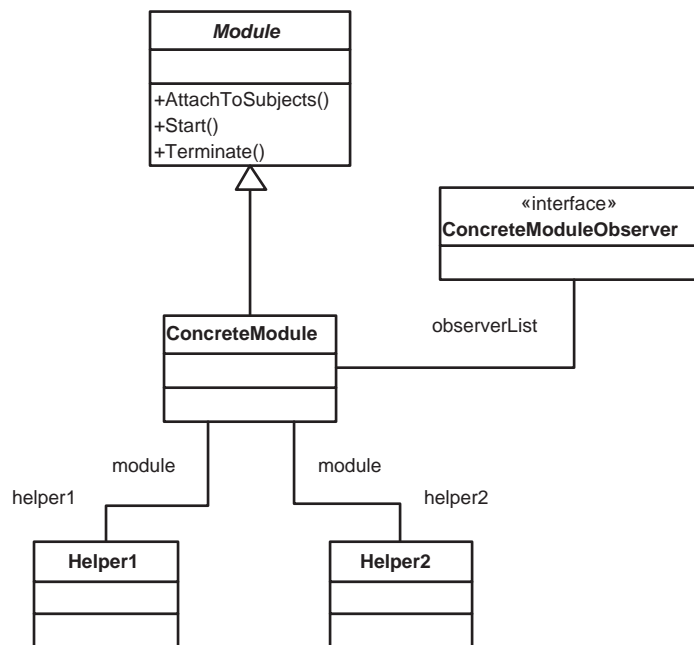 Module
+AttachToSubjects()
+Start()
+Terminate()
«interface»
ConcreteModuleObserver
observerList
ConcreteModule
module
module
helper1
helper2
Helper1
Helper2